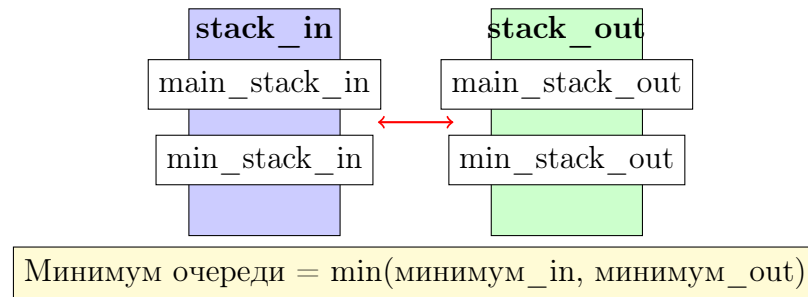 stack_in
stack_out
main_stack_in
main_stack_out
min_stack_in
min_stack_out
Минимум очереди = min(минимум_in, минимум_out)